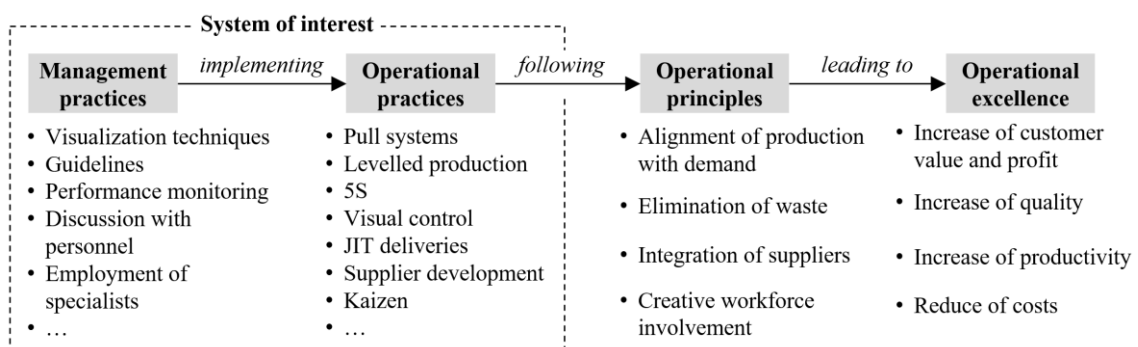 System of interest
Management
practices
implementing
Operational
practices
following
Operational
principles
leading to
Operational
excellence
• Visualization techniques
• Guidelines
• Performance monitoring
• Discussion with
personnel
• Employment of
specialists
• …
• Pull systems
• Levelled production
• 5S
• Visual control
• JIT deliveries
• Supplier development
• Kaizen
• …
• Alignment of production
with demand
• Elimination of waste
• Integration of suppliers
• Creative workforce
involvement
• Increase of customer
value and profit
• Increase of quality
• Increase of productivity
• Reduce of costs